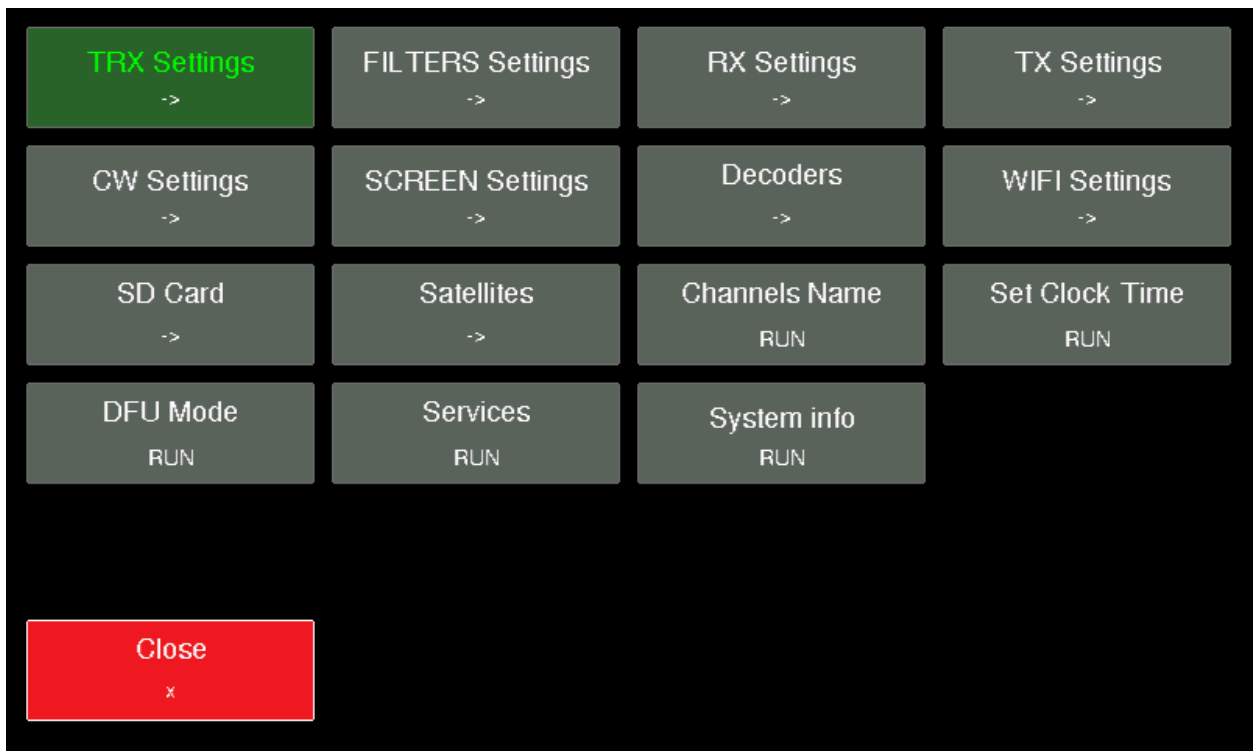 TRX Settings
->
FILTERS Settings
->
RX Settings
->
TX Settings
->
CW Settings
->
SCREEN Settings
->
Decoders
->
WIFI Settings
->
SD Card
->
Satellites
->
Channels Name
RUN
Set Clock Time
RUN
DFU Mode
RUN
Services
RUN
System info
RUN
Close
x